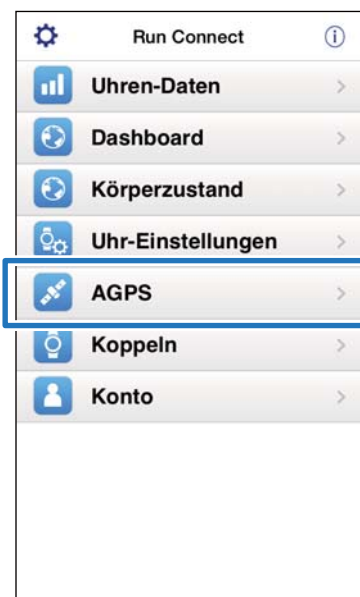 Run Connect
Uhren-Daten
Dashboard
Körperzustand
Uhr-Einstellungen
AGPS
Koppeln
Konto